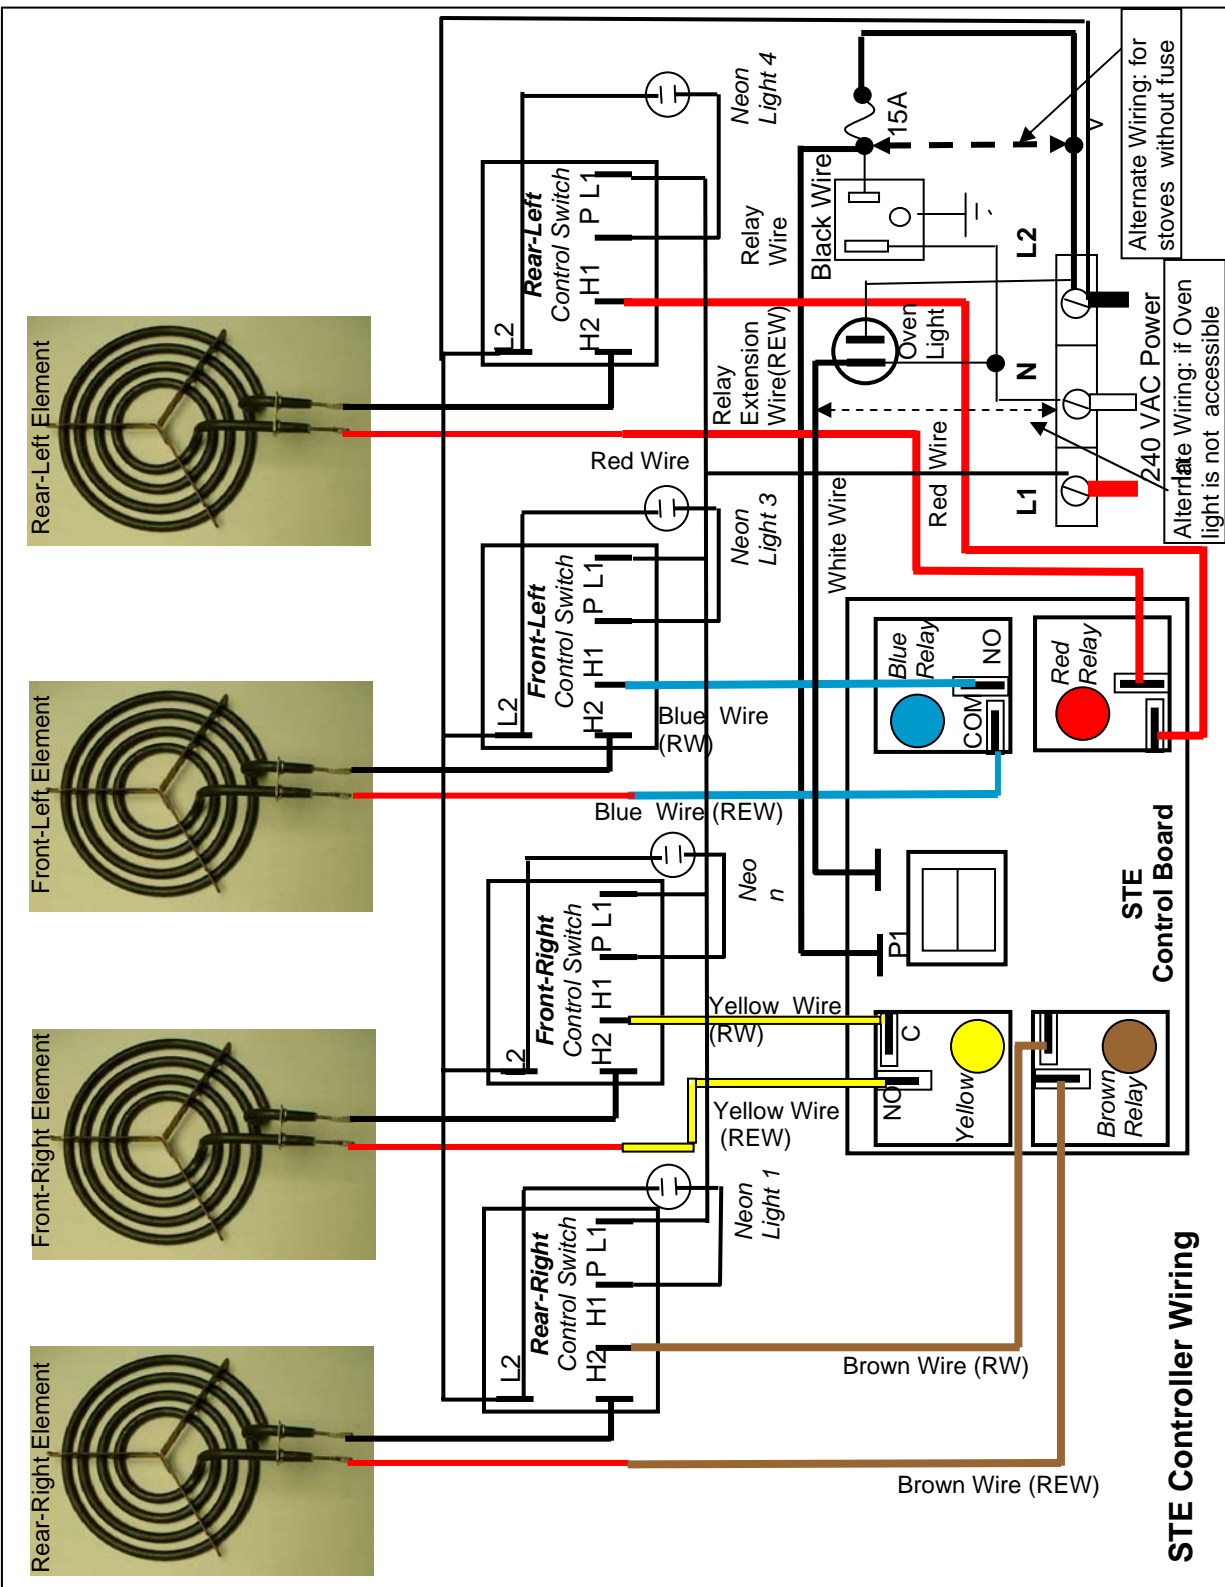 Rear-Left Element
Front-Left Element
Front-Right Element
Rear-Right Element
L2
Rear-Left
Control Switch
H2
H1
P
L1
Neon
Light 4
L2
Front-Left
Control Switch
H2
H1
P
L1
Neon
Light 3
L2
Front-Right
Control Switch
H2
H1
P
L1
Neo
n
L2
Rear-Right
Control Switch
H2
H1
P
L1
Neon
Light 1
Red Wire
Blue Wire
(RW)
Blue Wire (REW)
Yellow Wire
(RW)
Yellow Wire
(REW)
Brown Wire (RW)
Brown Wire (REW)
Relay
Wire
Relay
Extension
Wire(REW)
Black Wire
15A
Oven
Light
White Wire
Red Wire
L1
N
L2
V
240 VAC Power
In
Alternate Wiring: for
stoves without fuse
Alternate Wiring: if Oven
light is not accessible
Blue
Relay
NO
COM
Red
Relay
P1
STE
Control Board
C
NO
Yellow
Brown
Relay
STE Controller Wiring